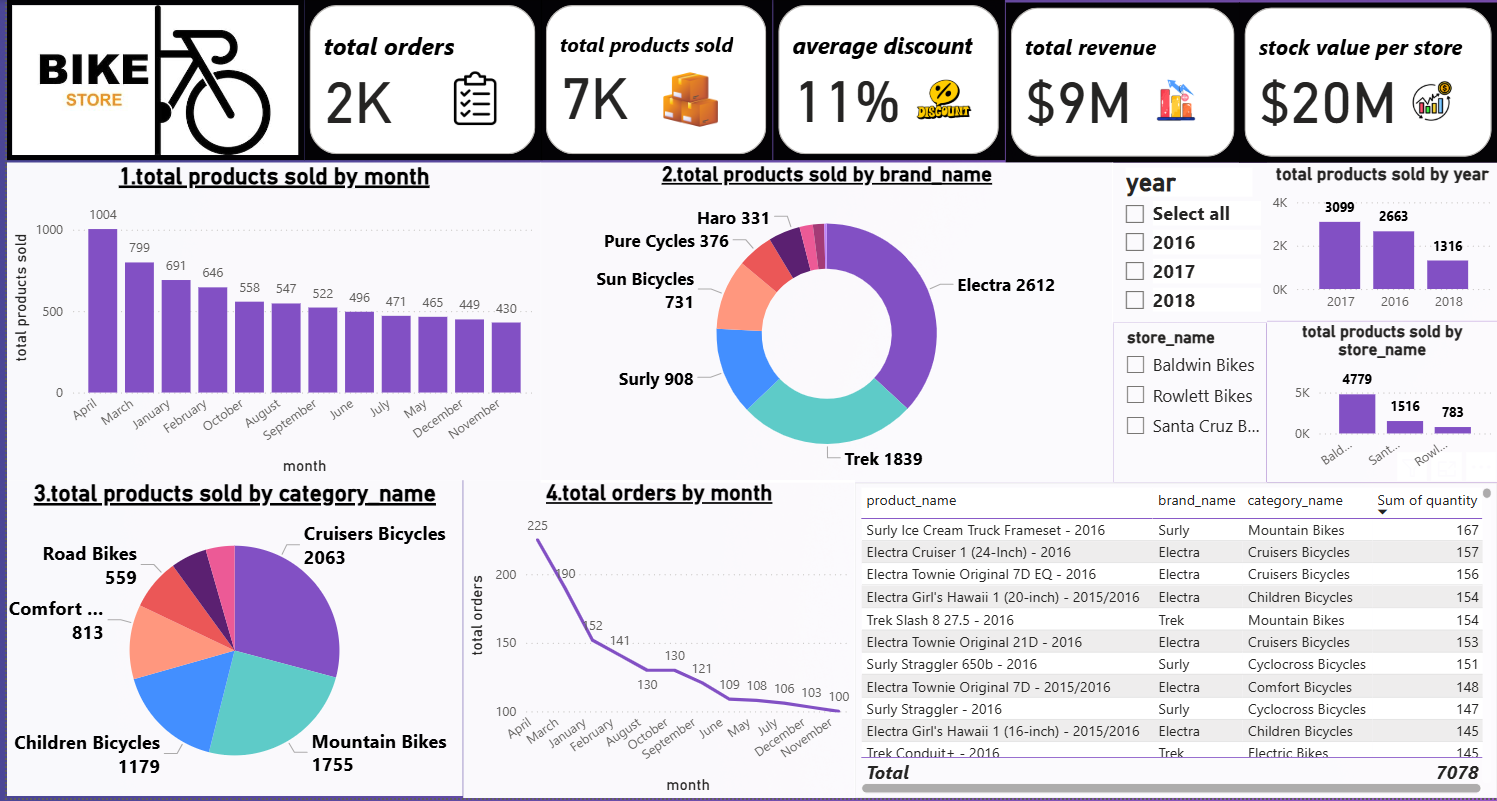 BIKE
STORE
total orders
2K
total products sold
7K
average discount
11%
DISCOUNT
total revenue
$9M
stock value per store
$20M
1.total products sold by month
total products sold
1000
500
0
1004
799
691
646
558
547
522
496
471
465
449
430
April
March
January
February
October
August
September
June
July
May
December
November
month
2.total products sold by brand_name
Haro 331
Pure Cycles 376
Sun Bicycles
731
Surly 908
Electra 2612
Trek 1839
year
Select all
2016
2017
2018
total products sold by year
4K
2K
0K
3099
2663
1316
2017
2016
2018
store_name
Baldwin Bikes
Rowlett Bikes
Santa Cruz B...
total products sold by
store_name
5K
0K
4779
1516
783
Bald...
Sant...
Rowl...
3.total products sold by category_name
Cruisers Bicycles
2063
Road Bikes
559
Comfort ...
813
Children Bicycles
1179
Mountain Bikes
1755
4.total orders by month
total orders
200
150
100
225
190
152
141
130
130
121
109
108
106
103
100
April
March
January
February
August
October
September
June
May
July
December
November
month
product_name brand_name category_name Sum of quantity
Surly Ice Cream Truck Frameset - 2016 Surly Mountain Bikes 167
Electra Cruiser 1 (24-Inch) - 2016 Electra Cruisers Bicycles 157
Electra Townie Original 7D EQ - 2016 Electra Cruisers Bicycles 156
Electra Girl's Hawaii 1 (20-inch) - 2015/2016 Electra Children Bicycles 154
Trek Slash 8 27.5 - 2016 Trek Mountain Bikes 154
Electra Townie Original 21D - 2016 Electra Cruisers Bicycles 153
Surly Straggler 650b - 2016 Surly Cyclocross Bicycles 151
Electra Townie Original 7D - 2015/2016 Electra Comfort Bicycles 148
Surly Straggler - 2016 Surly Cyclocross Bicycles 147
Electra Girl's Hawaii 1 (16-inch) - 2015/2016 Electra Children Bicycles 145
Trek Conduit+ - 2016 Trek Electric Bikes 145
Total 7078